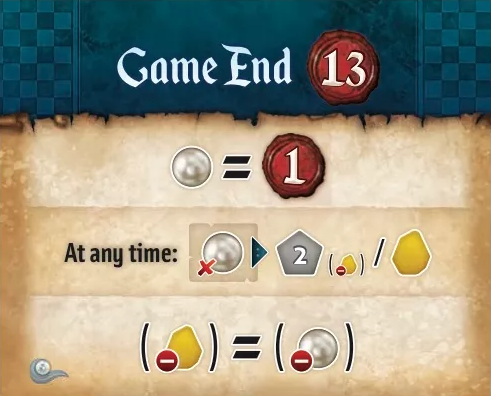 Game End 13
= 1
At any time: 2 ( ) /
( ) = ( )